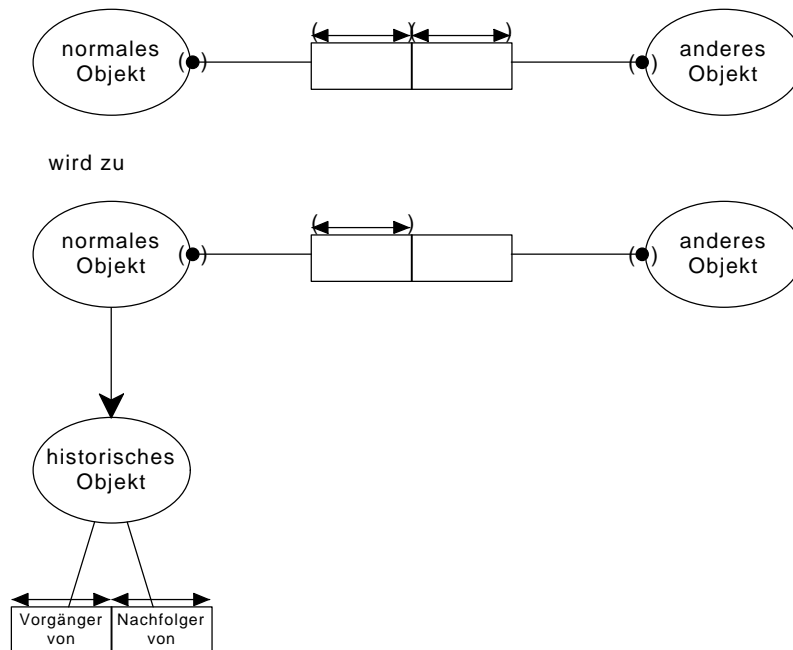 normales
Objekt
anderes
Objekt
wird zu
normales
Objekt
anderes
Objekt
historisches
Objekt
Vorgänger
von
Nachfolger
von